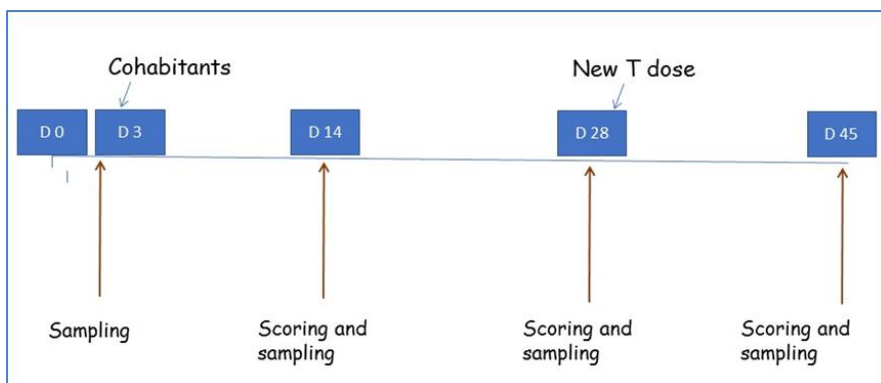 Cohabitants
New T dose
D 0
D 3
D 14
D 28
D 45
Sampling
Scoring and
sampling
Scoring and
sampling
Scoring and
sampling